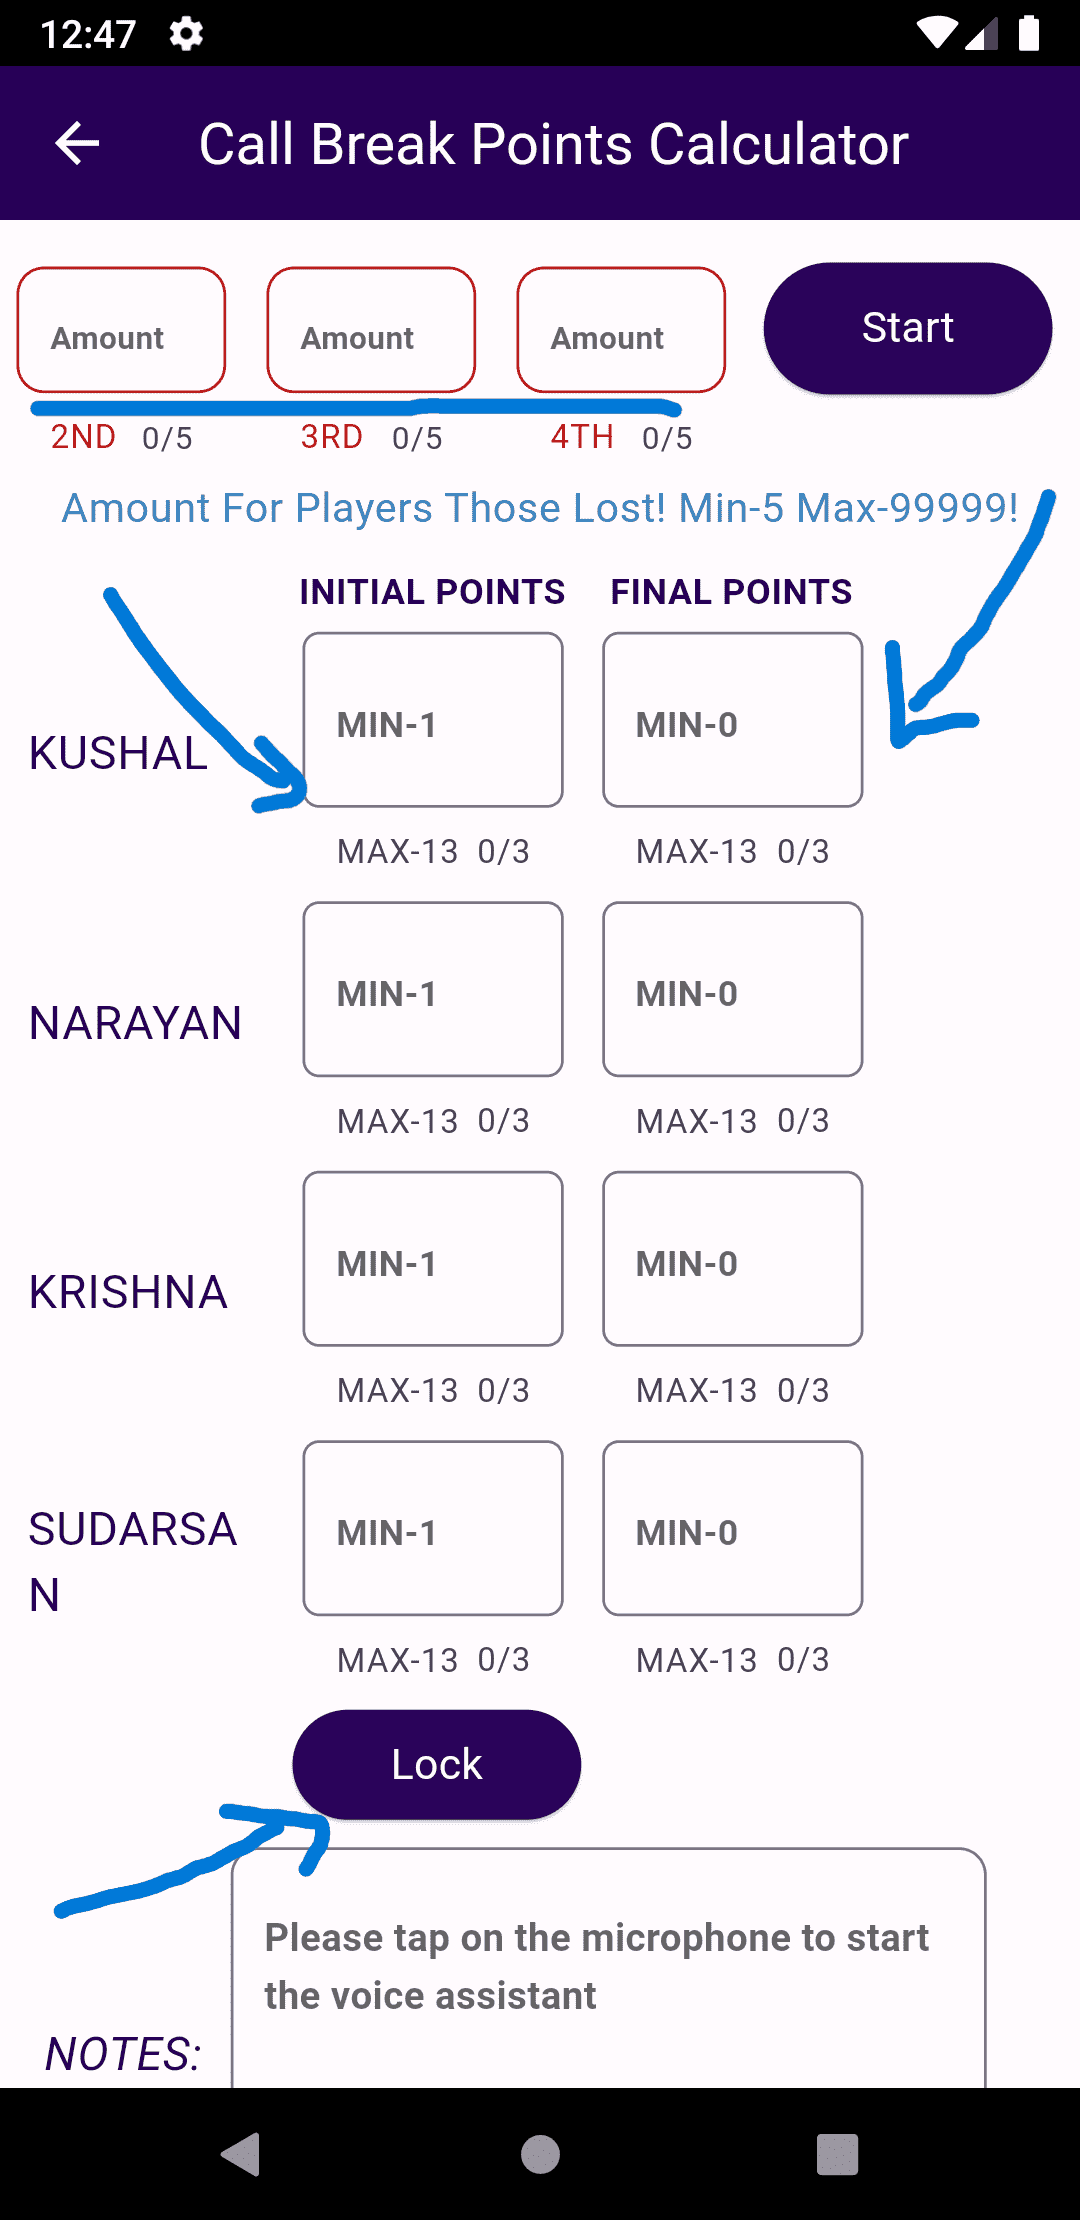 12:47
Call Break Points Calculator
Amount Amount Amount Start
2ND 0/5 3RD 0/5 4TH 0/5
Amount For Players Those Lost! Min-5 Max-99999!
INITIAL POINTS FINAL POINTS
KUSHAL MIN-1 MIN-0
MAX-13 0/3 MAX-13 0/3
NARAYAN MIN-1 MIN-0
MAX-13 0/3 MAX-13 0/3
KRISHNA MIN-1 MIN-0
MAX-13 0/3 MAX-13 0/3
SUDARSA MIN-1 MIN-0
N
MAX-13 0/3 MAX-13 0/3
Lock
Please tap on the microphone to start
the voice assistant
NOTES: